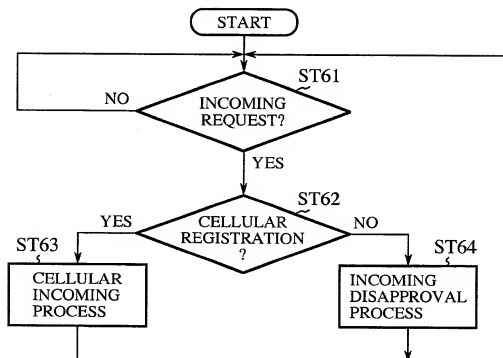 START
ST61
NO
INCOMING
REQUEST?
YES
ST62
YES
CELLULAR
REGISTRATION
?
NO
ST63
CELLULAR
INCOMING
PROCESS
ST64
INCOMING
DISAPPROVAL
PROCESS